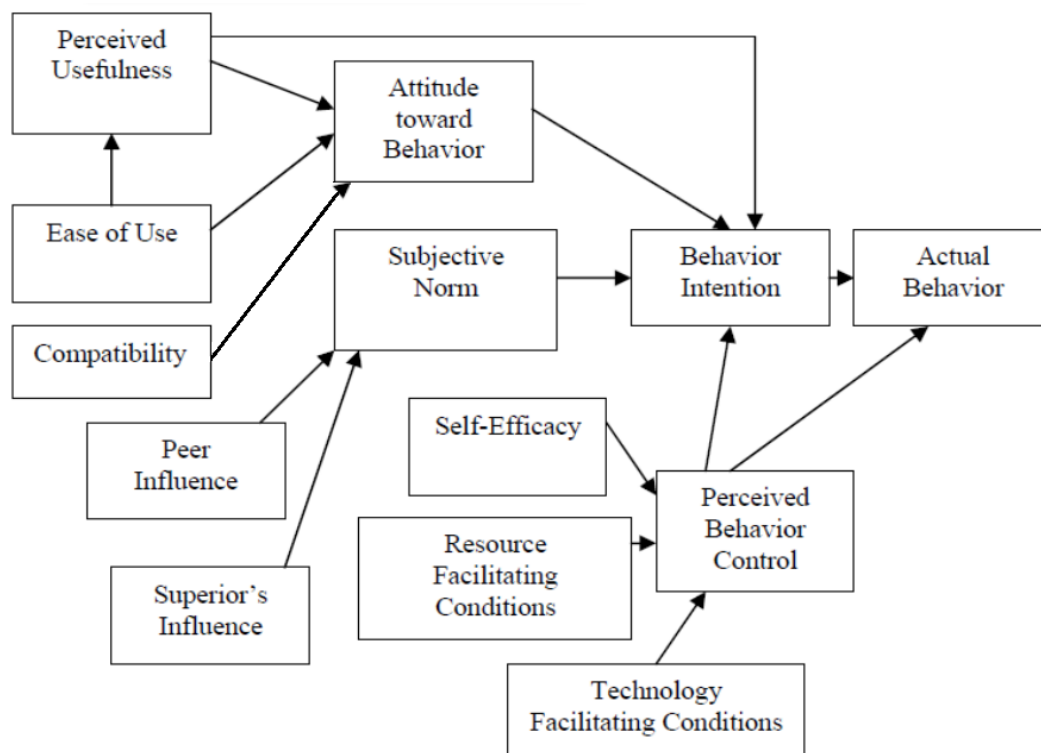 Perceived
Usefulness
Attitude
toward
Behavior
Ease of Use
Subjective
Norm
Behavior
Intention
Actual
Behavior
Compatibility
Peer
Influence
Self-Efficacy
Perceived
Behavior
Control
Resource
Facilitating
Conditions
Superior’s
Influence
Technology
Facilitating Conditions